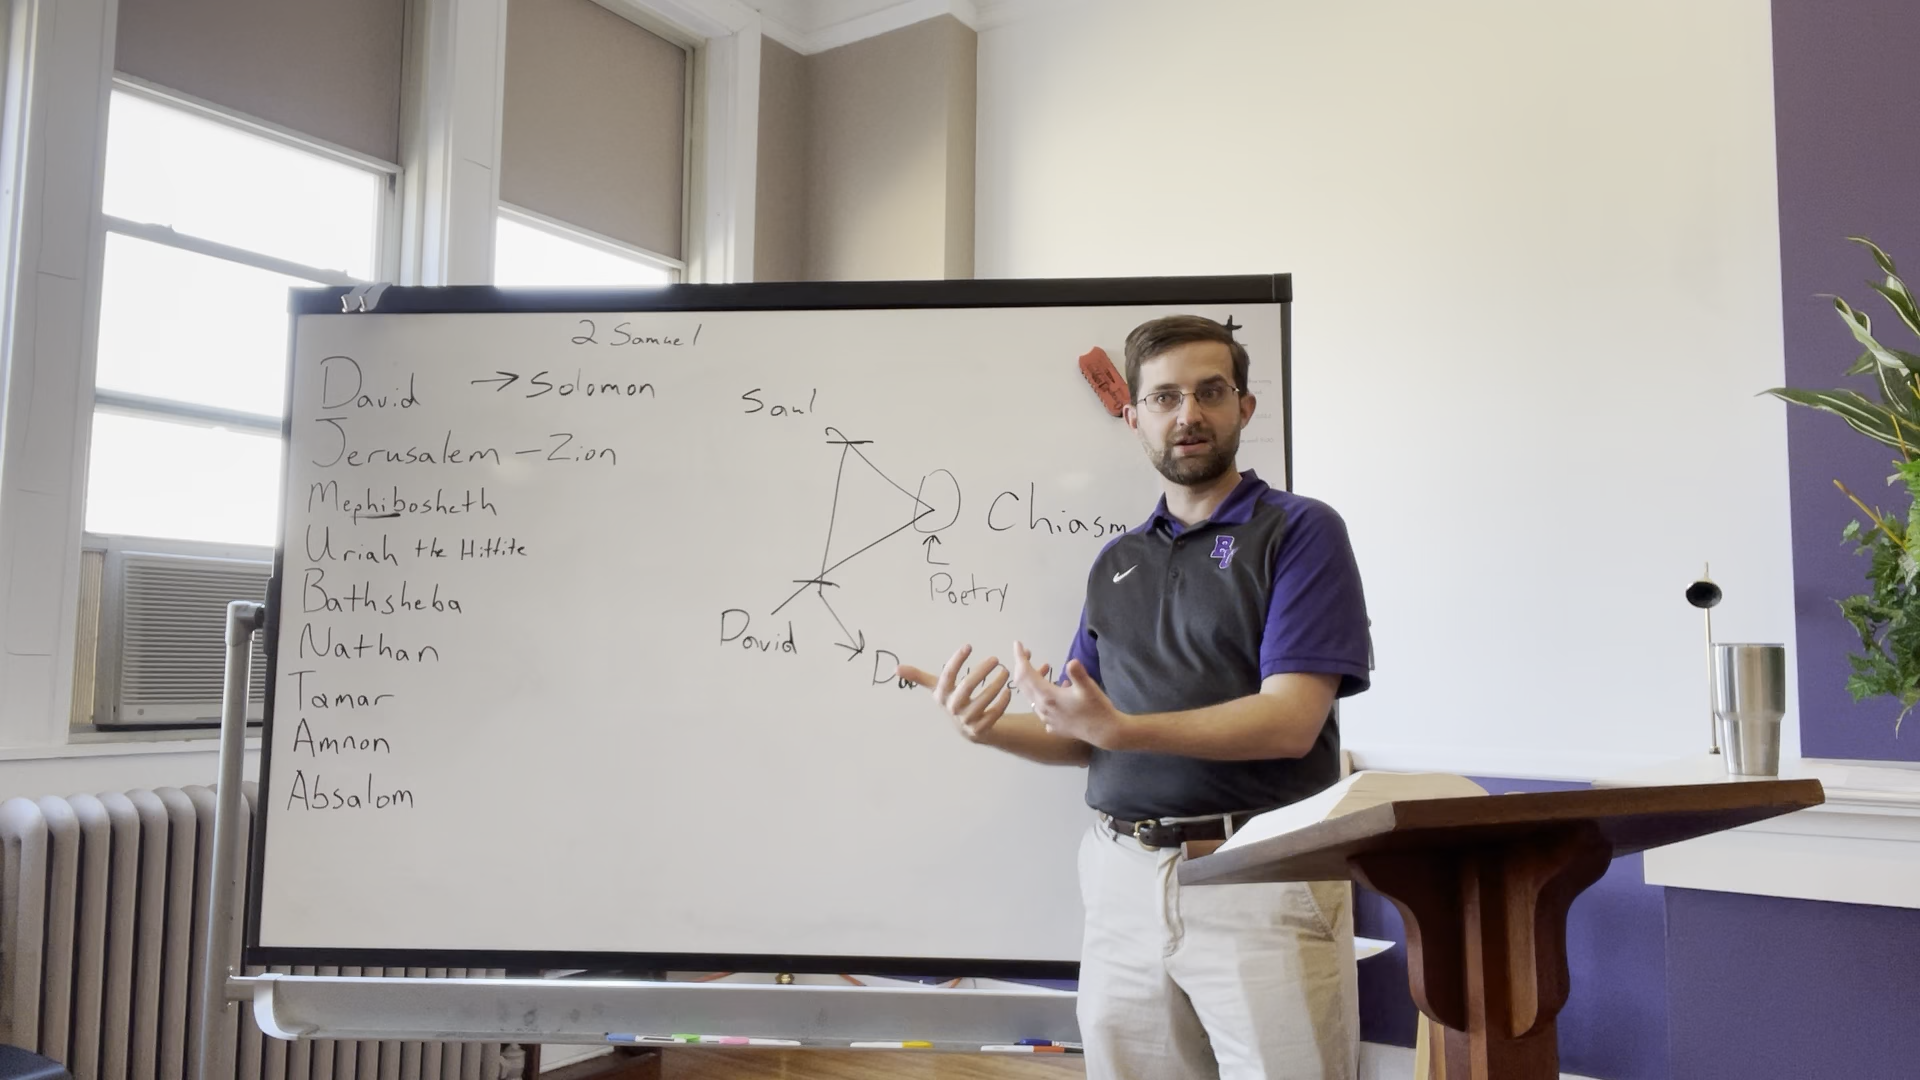 2 Samuel
David → Solomon
Jerusalem – Zion
Mephibosheth
Uriah the Hittite
Bathsheba
Nathan
Tamar
Amnon
Absalom
Saul
Chiasm
Poetry
David